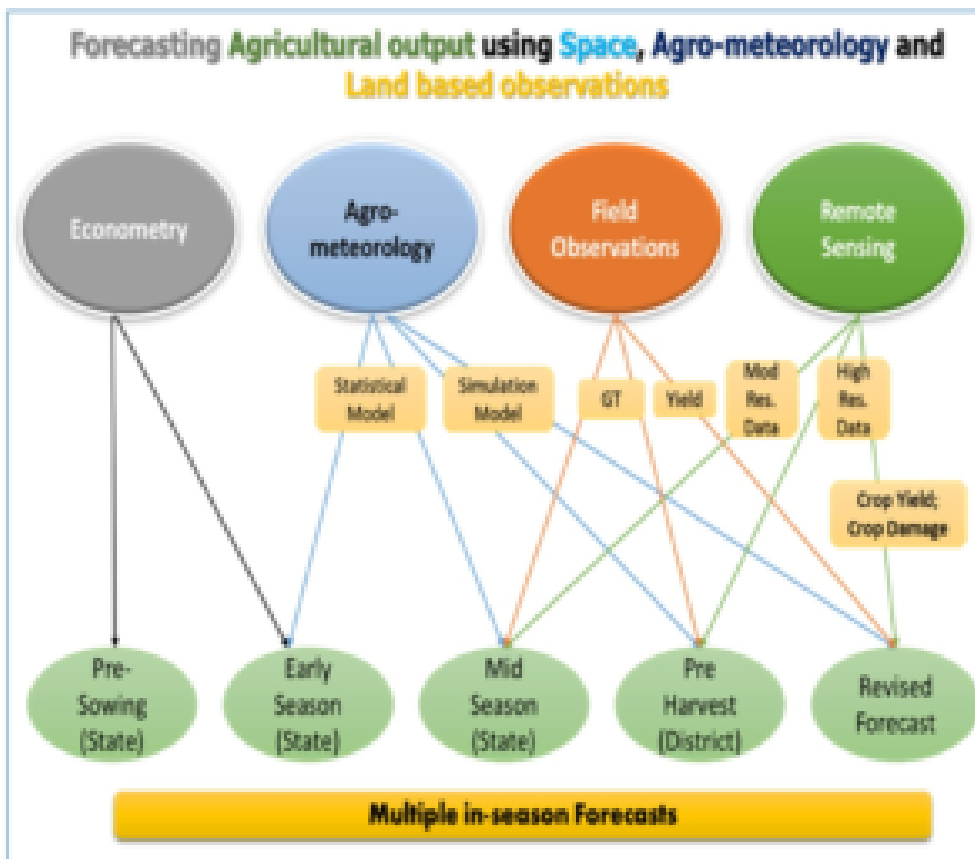 Forecasting Agricultural output using Space, Agro-meteorology and
Land based observations
Econometry
Agro-
meteorology
Field
Observations
Remote
Sensing
Statistical
Model
Simulation
Model
GT
Yield
Mod
Res.
Data
High
Res.
Data
Crop Yield;
Crop Damage
Pre-
Sowing
(State)
Early
Season
(State)
Mid
Season
(State)
Pre
Harvest
(District)
Revised
Forecast
Multiple in-season Forecasts